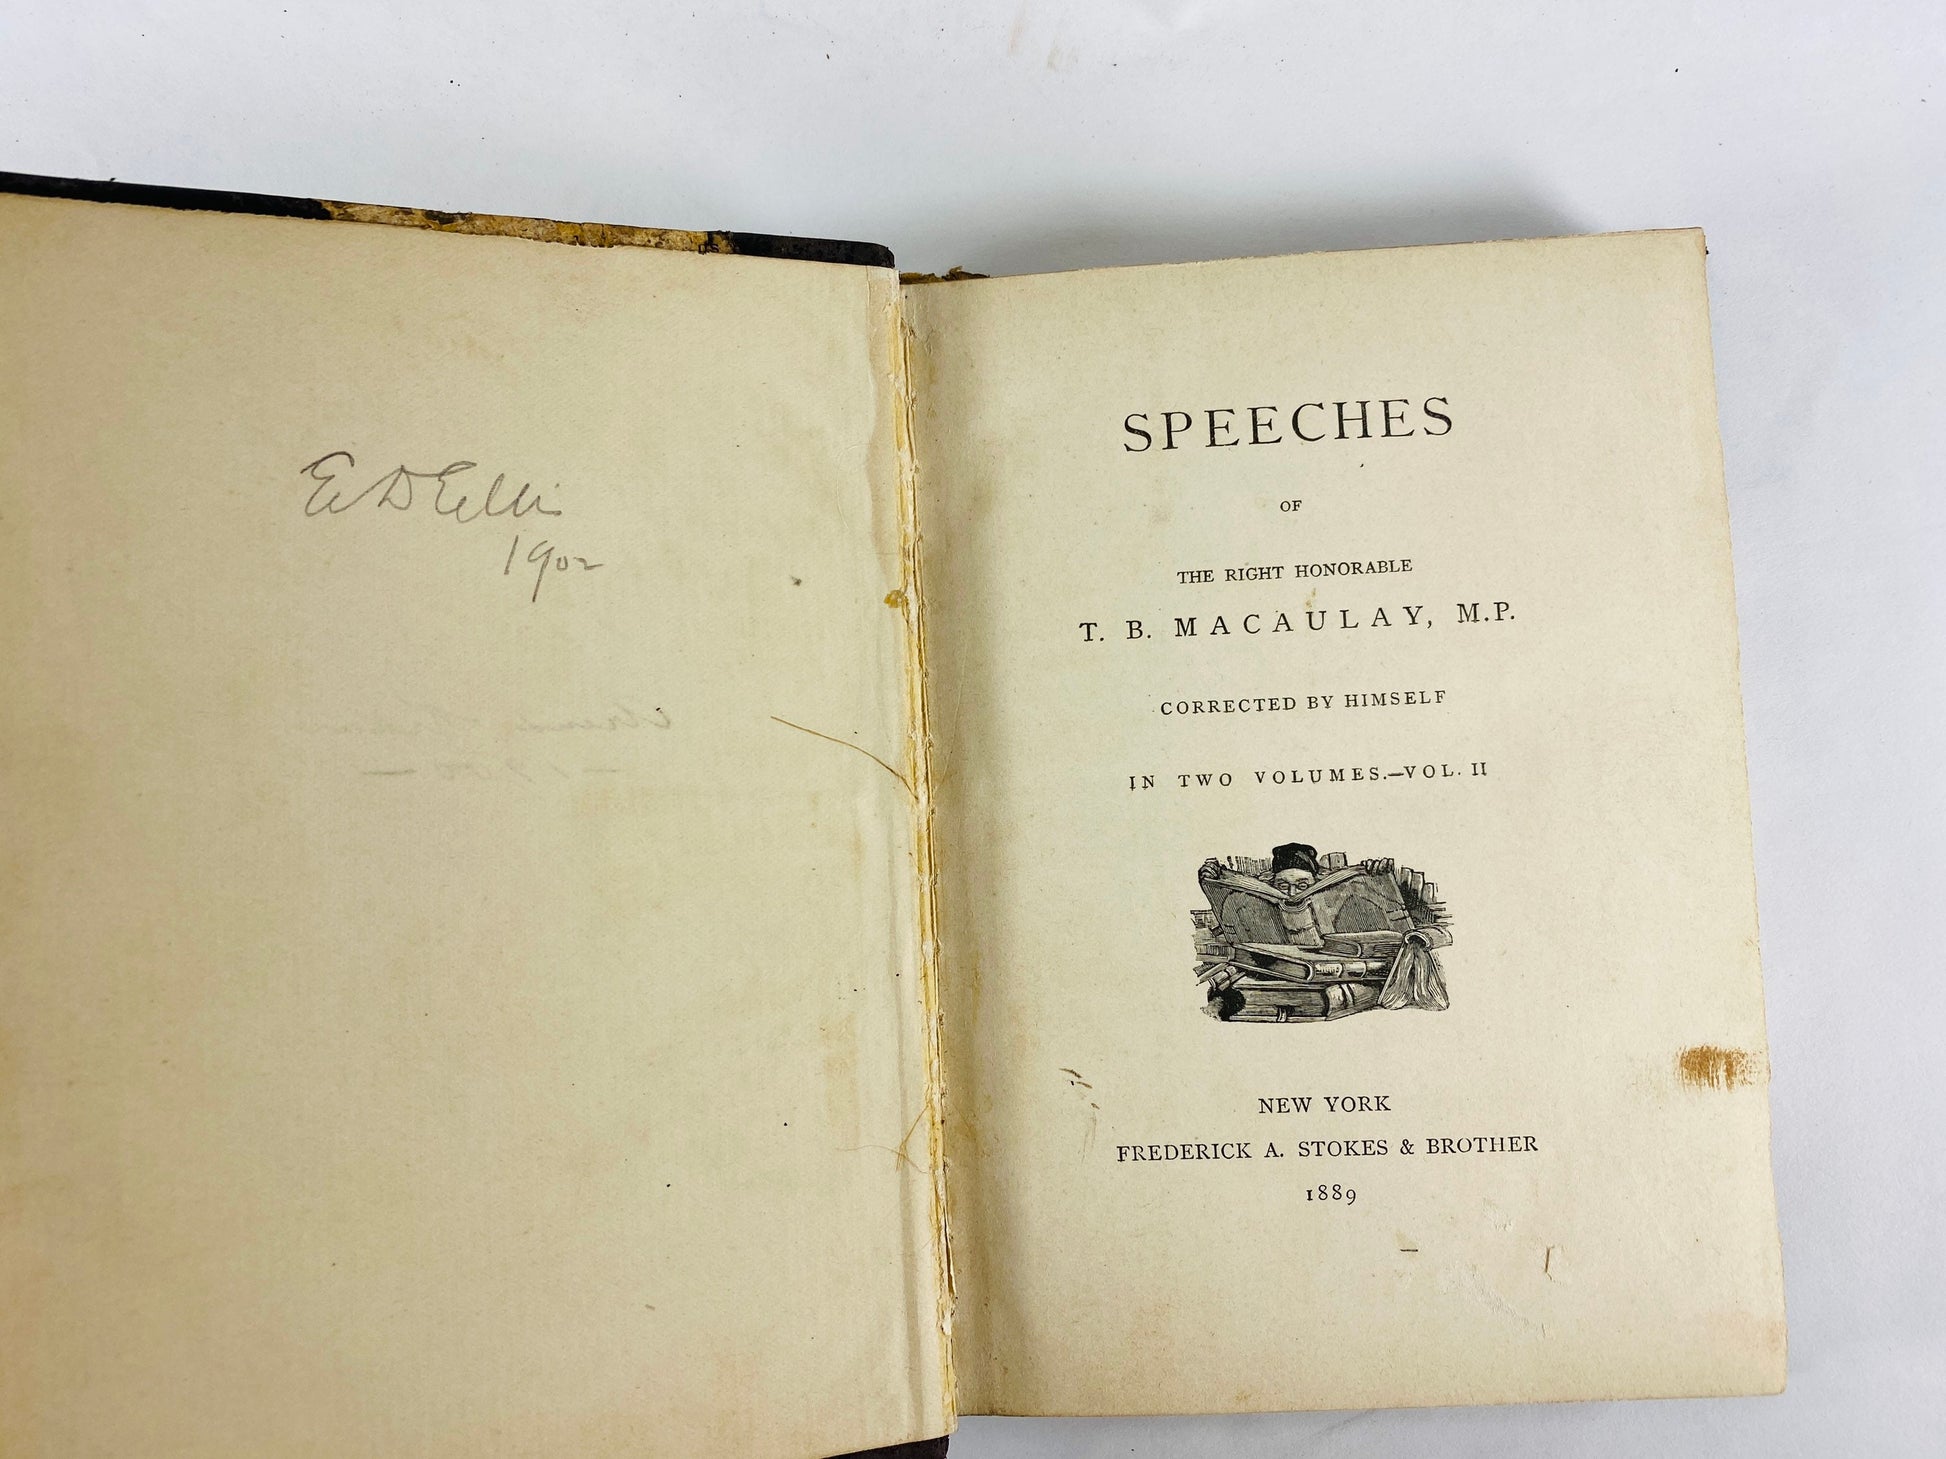 E D Ellis
1902
SPEECHES
OF
THE RIGHT HONORABLE
T. B. MACAULAY, M.P.
CORRECTED BY HIMSELF
IN TWO VOLUMES.—VOL. II
NEW YORK
FREDERICK A. STOKES & BROTHER
1889